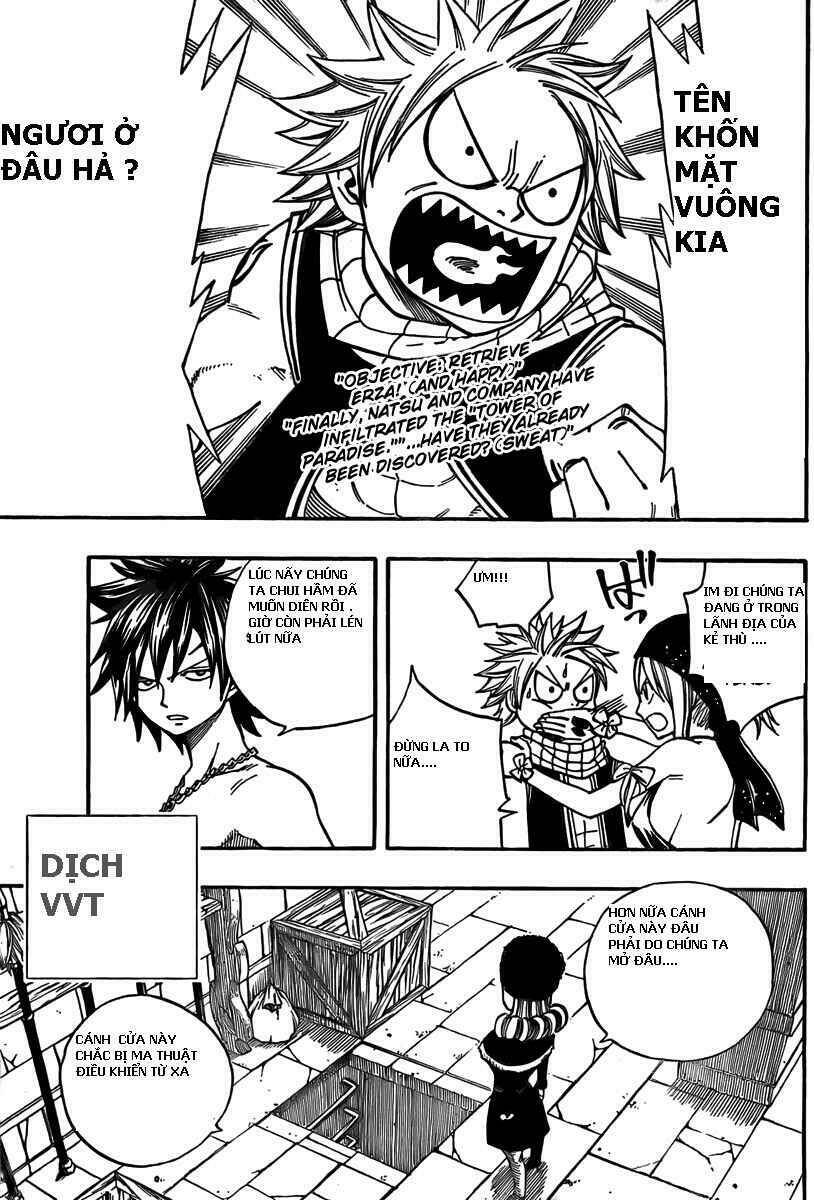 TÊN
KHỐN
MẶT
VUÔNG
KIA
NGƯƠI Ở
ĐÂU HẢ ?
"OBJECTIVE: RETRIEVE
ERZA! (AND HAPPY)"
"FINALLY, NATSU AND COMPANY HAVE
INFILTRATED THE "TOWER OF
PARADISE.""...HAVE THEY ALREADY
BEEN DISCOVERED? (SWEAT)"
IM ĐI CHÚNG TA
ĐANG Ở TRONG
LÃNH ĐỊA CỦA
KẺ THÙ ....
ƯM!!!
ばっ
ĐỪNG LA TO
NỮA....
LÚC NÃY CHÚNG
TA CHUI HẦM ĐÃ
MUỐN DIÊN RỒI .
GIỜ CÒN PHẢI LÉN
LÚT NỮA
DỊCH
VVT
HƠN NỮA CÁNH
CỬA NÀY ĐÂU
PHẢI DO CHÚNG TA
MỞ ĐÂU....
CÁNH CỬA NÀY
CHẮC BỊ MA THUẬT
ĐIỀU KHIỂN TỪ XA